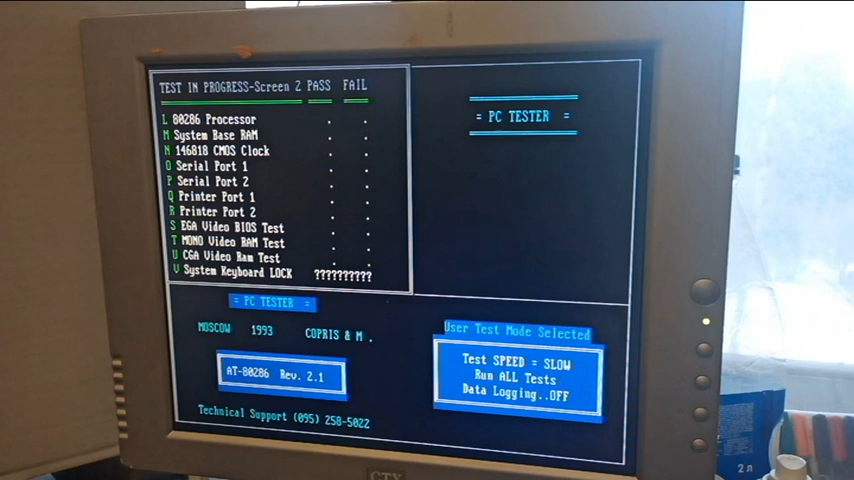 TEST IN PROGRESS-Screen 2 PASS FAIL
L 80286 Processor . .
M System Base RAM . .
N 146818 CMOS Clock . .
O Serial Port 1 . .
P Serial Port 2 . .
Q Printer Port 1 . .
R Printer Port 2 . .
S EGA Video BIOS Test . .
T MONO Video RAM Test . .
U CGA Video Ram Test . .
V System Keyboard LOCK ??????????
= PC TESTER =
= PC TESTER =
MOSCOW 1993 COPRIS & M .
AT-80286 Rev. 2.1
Technical Support (095) 258-5022
User Test Mode Selected
Test SPEED = SLOW
Run ALL Tests
Data Logging..OFF
CTX
2 л